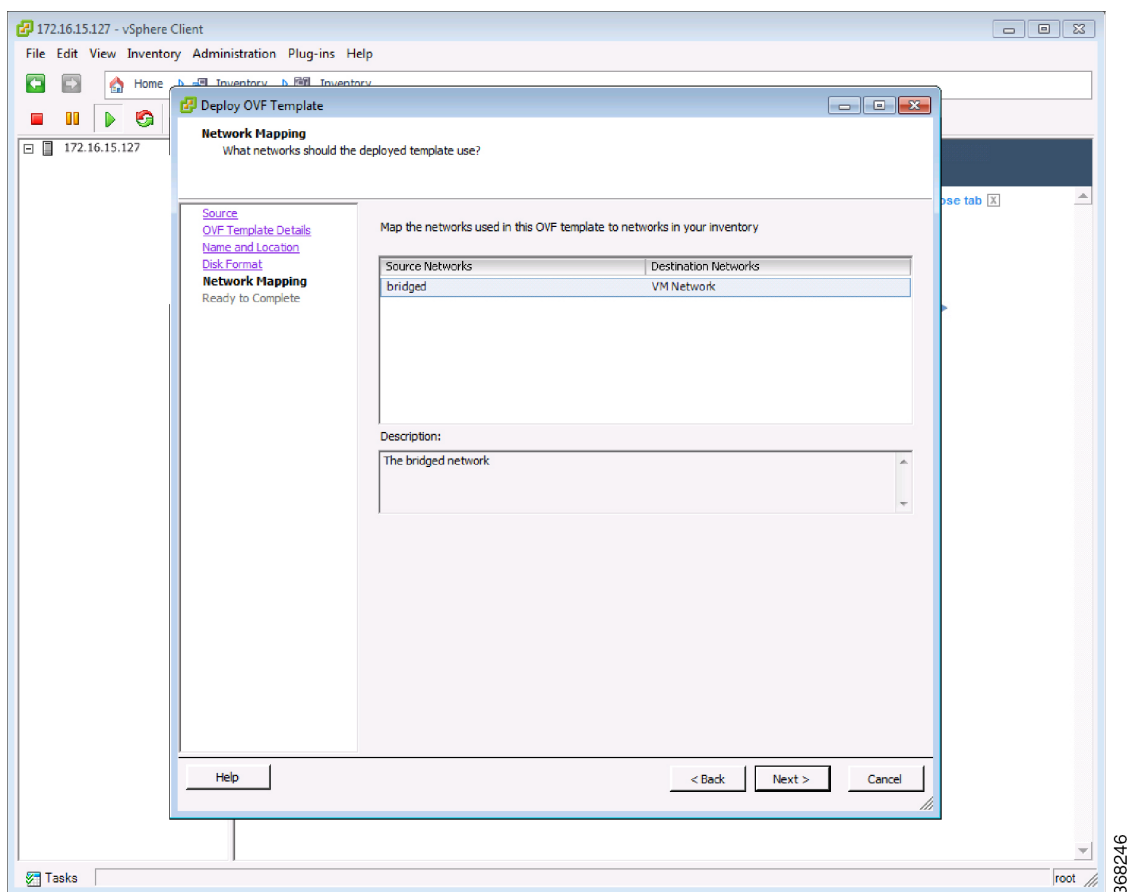 172.16.15.127 - vSphere Client
File Edit View Inventory Administration Plug-ins Help
Home Inventory Inventory
Deploy OVF Template
172.16.15.127
Network Mapping
What networks should the deployed template use?
ose tab X
Source
OVF Template Details
Name and Location
Disk Format
Network Mapping
Ready to Complete
Map the networks used in this OVF template to networks in your inventory
Source Networks Destination Networks
bridged VM Network
Description:
The bridged network
Help < Back Next > Cancel
Tasks root
368246